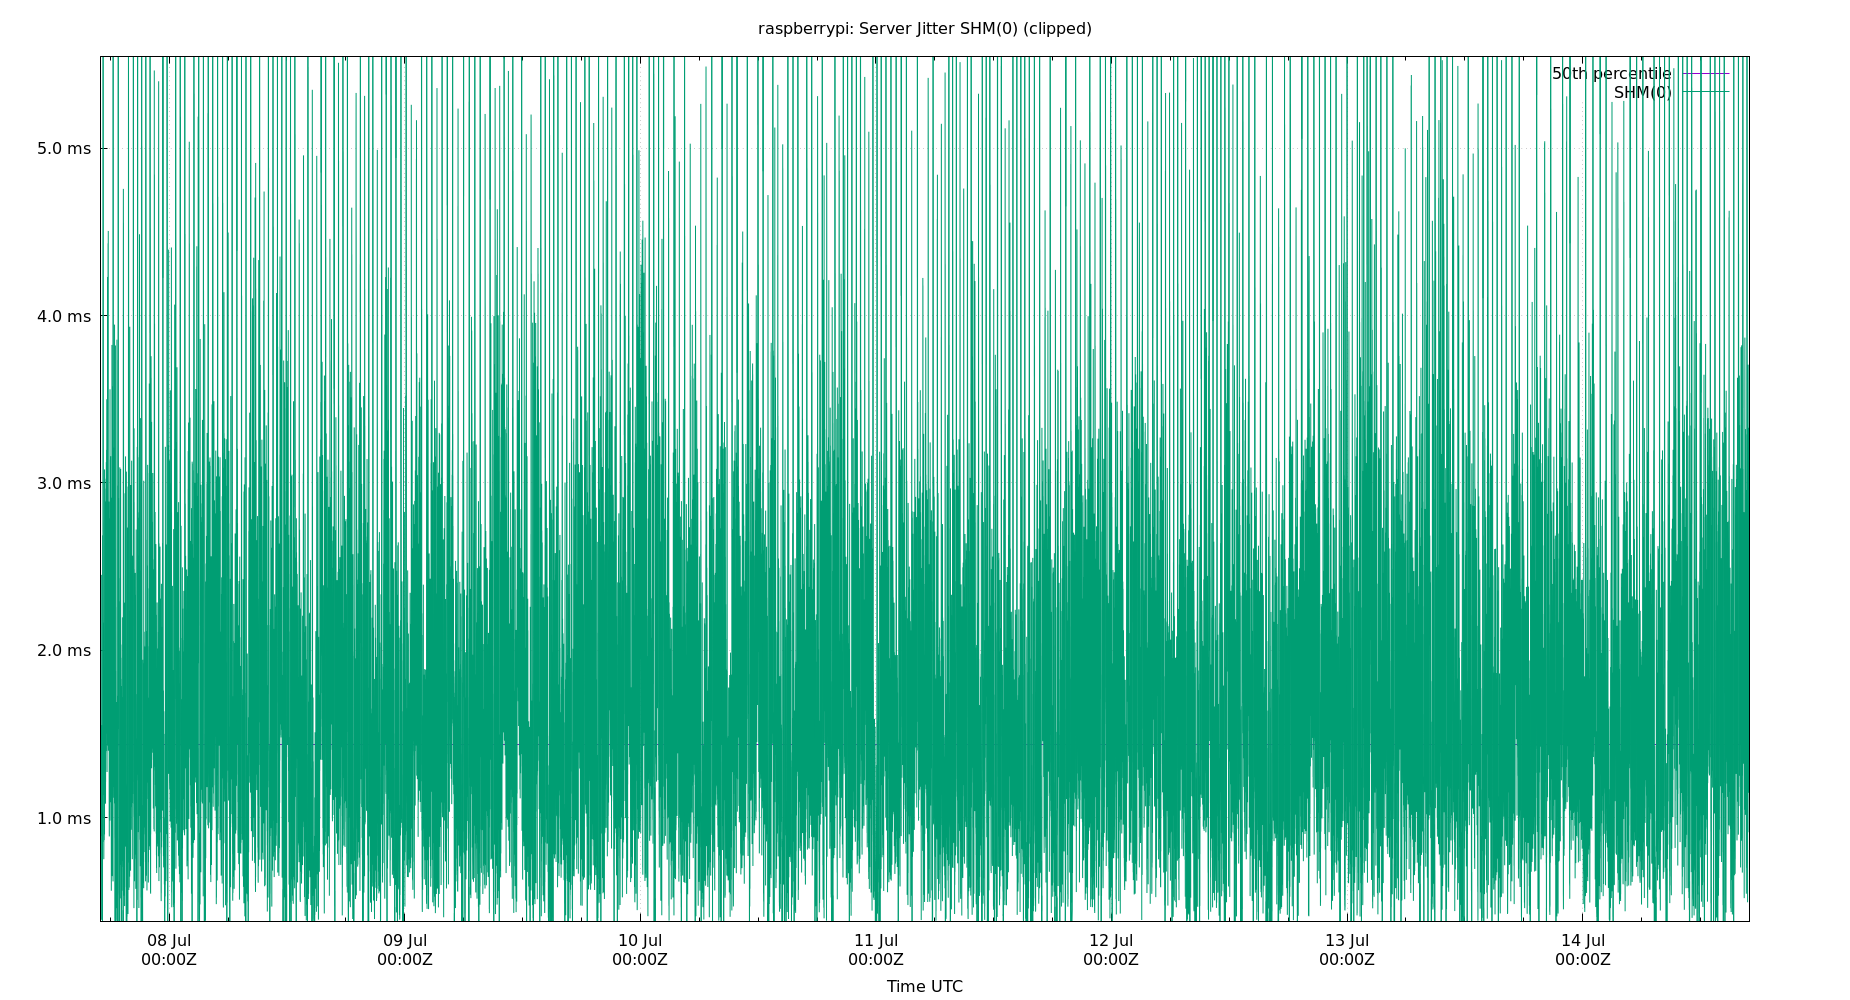 raspberrypi: Server Jitter SHM(0) (clipped)
50th percentile
SHM(0)
5.0 ms
4.0 ms
3.0 ms
2.0 ms
1.0 ms
08 Jul 09 Jul 10 Jul 11 Jul 12 Jul 13 Jul 14 Jul
00:00Z 00:00Z 00:00Z 00:00Z 00:00Z 00:00Z 00:00Z
Time UTC